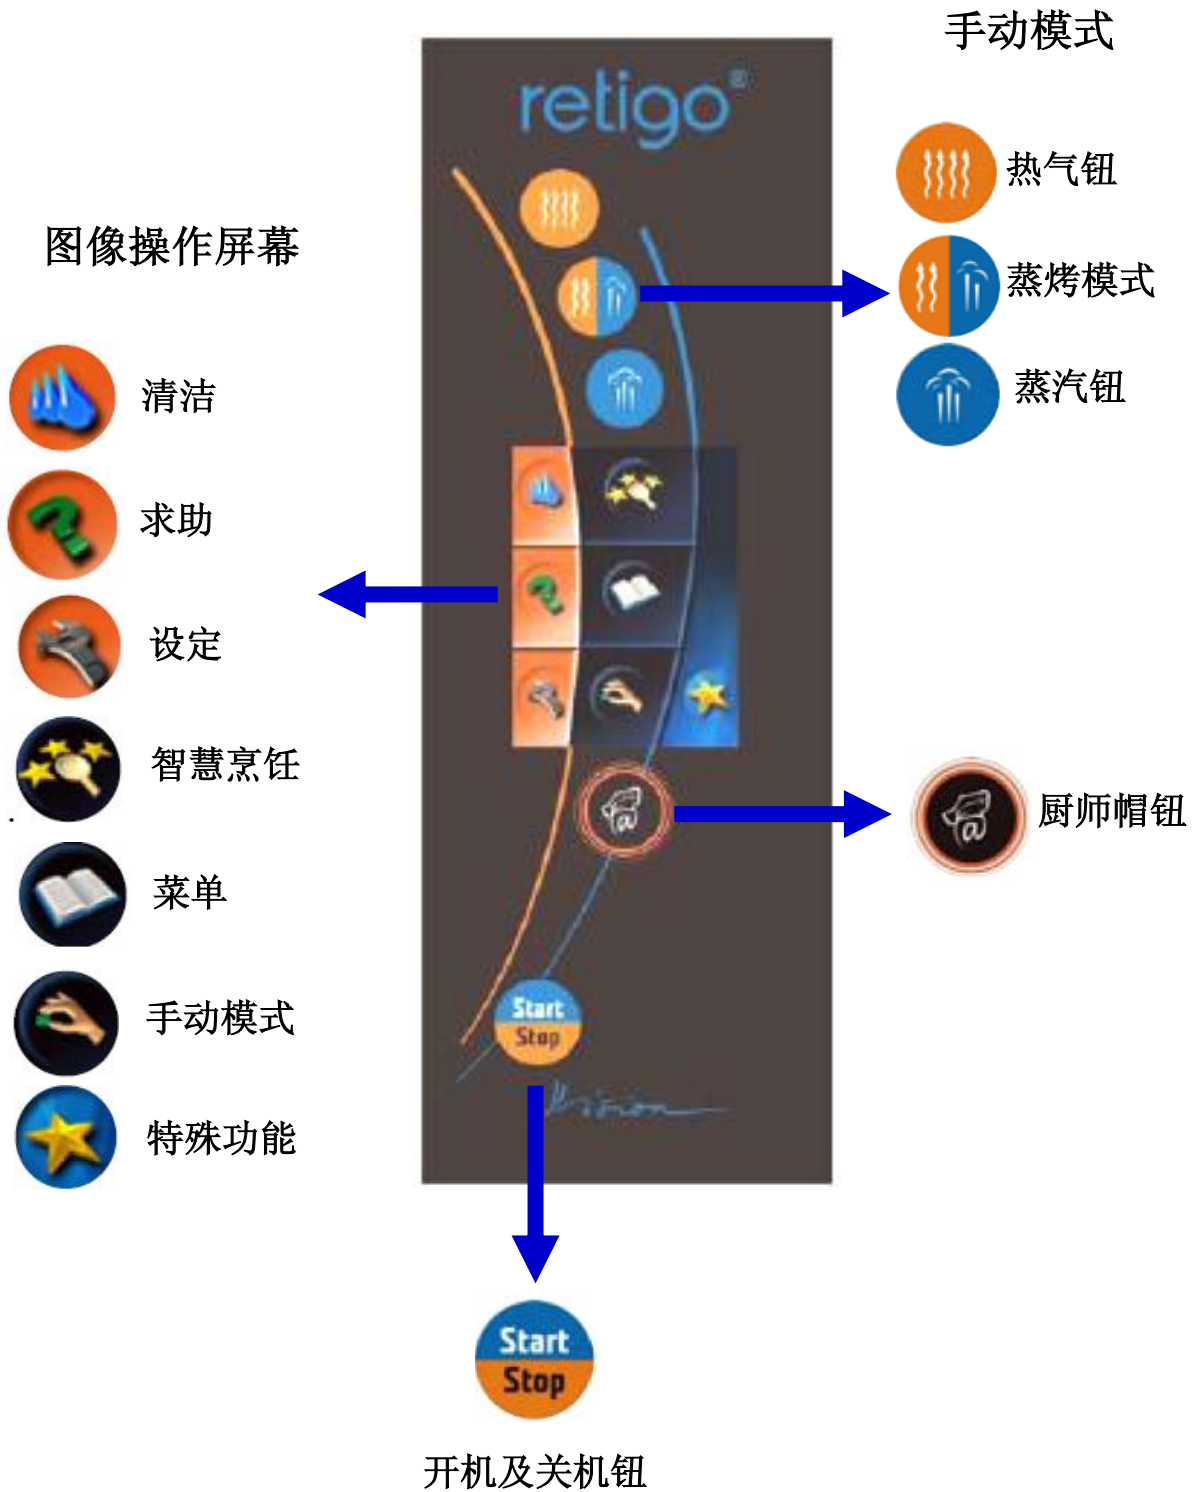 手动模式
retigo®
热气钮
蒸烤模式
蒸汽钮
图像操作屏幕
清洁
求助
设定
智慧烹饪
菜单
手动模式
特殊功能
厨师帽钮
Start
Stop
Vision
Start
Stop
开机及关机钮